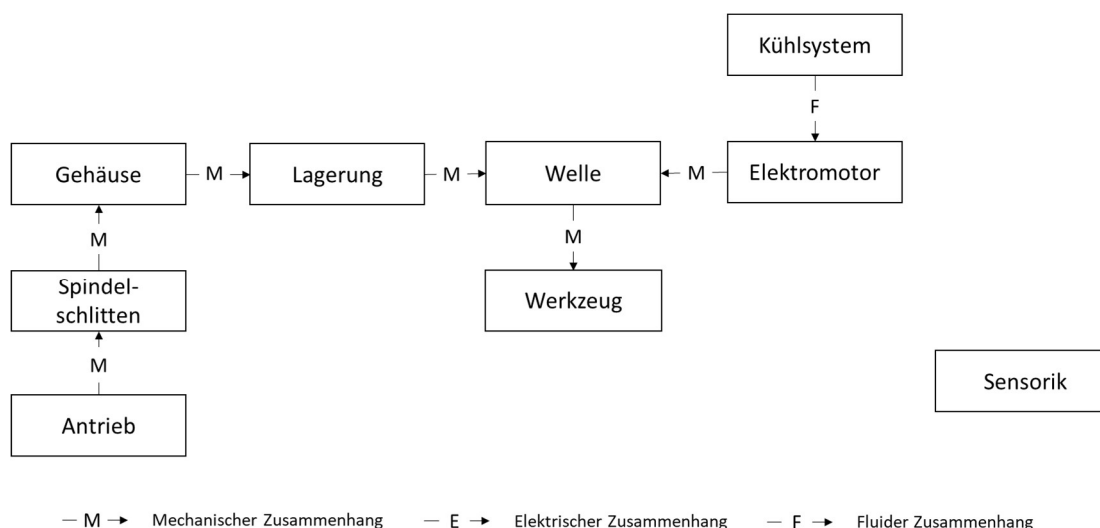 Kühlsystem
F
Gehäuse
M
Lagerung
M
Welle
M
Elektromotor
M
M
Spindel-
schlitten
Werkzeug
M
Sensorik
Antrieb
M
Mechanischer Zusammenhang
E
Elektrischer Zusammenhang
F
Fluider Zusammenhang